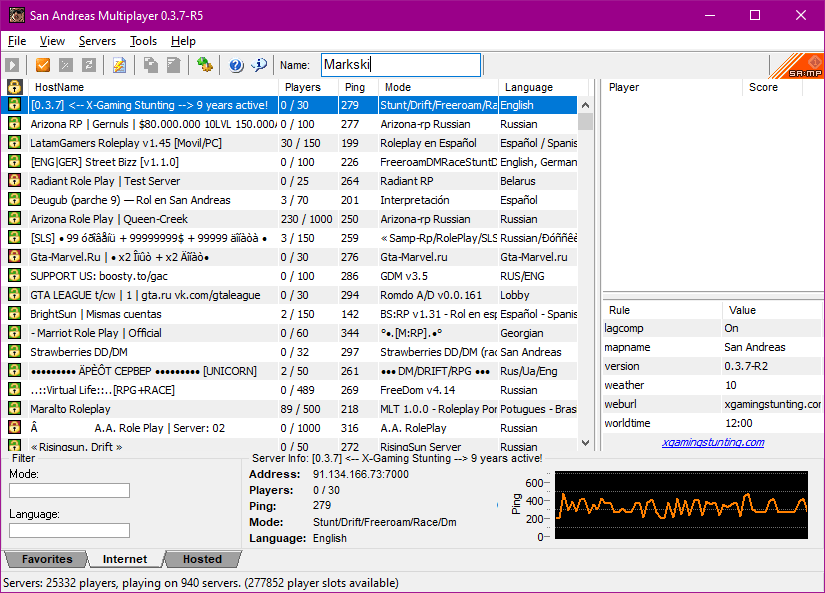 San Andreas Multiplayer 0.3.7-R5
File View Servers Tools Help
Name: Markski
SA:MP
HostName Players Ping Mode Language
[0.3.7] <-- X-Gaming Stunting --> 9 years active! 0 / 30 279 Stunt/Drift/Freeroam/Ra English
Arizona RP | Gernuls | $80.000.000 10LVL 150.000/ 0 / 100 277 Arizona-rp Russian Russian
LatamGamers Roleplay v1.45 [Movil/PC] 30 / 150 199 Roleplay en Español Español / Spanis
[ENG|GER] Street Bizz [v1.1.0] 0 / 100 226 FreeroamDMRaceStuntD English, German
Radiant Role Play | Test Server 0 / 25 264 Radiant RP Belarus
Deugub (parche 9) — Rol en San Andreas 3 / 70 201 Interpretación Español
Arizona Role Play | Queen-Creek 230 / 1000 250 Arizona-rp Russian Russian
[SLS] • 99 óðîâåíü + 99999999$ + 99999 äîíàòà • 3 / 150 259 «Samp-Rp/RolePlay/SLS Russian/Ðóññêè
Gta-Marvel.Ru | • x2 Îïûò + x2 Äîíàò• 0 / 30 276 Gta-Marvel.ru Gta-Marvel.ru
SUPPORT US: boosty.to/gac 0 / 100 286 GDM v3.5 RUS/ENG
GTA LEAGUE t/cw | 1 | gta.ru vk.com/gtaleague 0 / 30 294 Romdo A/D v0.0.161 Lobby
BrightSun | Mismas cuentas 2 / 150 142 BS:RP v1.31 - Rol en esp Español - Spanis
- Marriot Role Play | Official 0 / 60 344 °•.[M:RP].•° Georgian
Strawberries DD/DM 0 / 32 297 Strawberries DD/DM (rac San Andreas
••••••••• ÄPÈÔT CEPBEP ••••••••• [UNICORN] 2 / 50 261 ••• DM/DRIFT/RPG ••• Rus/Ua/Eng
..::Virtual Life::..[RPG+RACE] 0 / 489 269 FreeDom v4.14 Russian
Maralto Roleplay 89 / 500 218 MLT 1.0.0 - Roleplay Por Potugues - Bras
Â A.A. Role Play | Server: 02 0 / 1000 316 A.A. RolePlay Russian
«Risingsun. Drift » 0 / 50 272 RisingSun Server Russian
Player Score
Rule Value
lagcomp On
mapname San Andreas
version 0.3.7-R2
weather 10
weburl xgamingstunting.cor
worldtime 12:00
xgamingstunting.com
Filter
Mode:
Language:
Server Info: [0.3.7] <-- X-Gaming Stunting --> 9 years active!
Address: 91.134.166.73:7000
Players: 0 / 30
Ping: 279
Mode: Stunt/Drift/Freeroam/Race/Dm
Language: English
Ping
600
400
200
0
Favorites Internet Hosted
Servers: 25332 players, playing on 940 servers. (277852 player slots available)